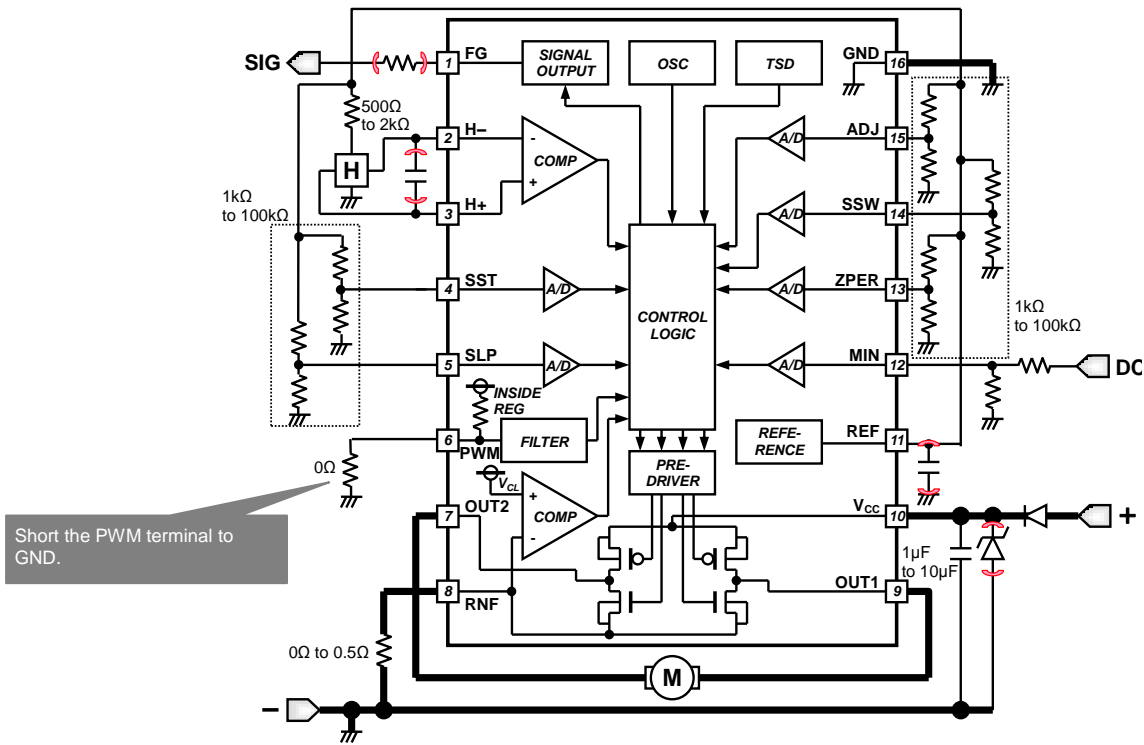 SIG
1
FG
SIGNAL
OUTPUT
OSC
TSD
GND
16
500Ω
to 2kΩ
2
H–
-
COMP
+
H
3
H+
A/D
ADJ
15
A/D
SSW
14
1kΩ
to 100kΩ
4
SST
A/D
CONTROL
LOGIC
A/D
ZPER
13
1kΩ
to 100kΩ
5
SLP
A/D
A/D
MIN
12
DC
INSIDE
REG
6
PWM
FILTER
REFE-
RENCE
REF
11
0Ω
Short the PWM terminal to
GND.
VCL
+
COMP
-
PRE-
DRIVER
7
OUT2
VCC
10
+
1µF
to 10µF
8
RNF
OUT1
9
0Ω to 0.5Ω
M
–